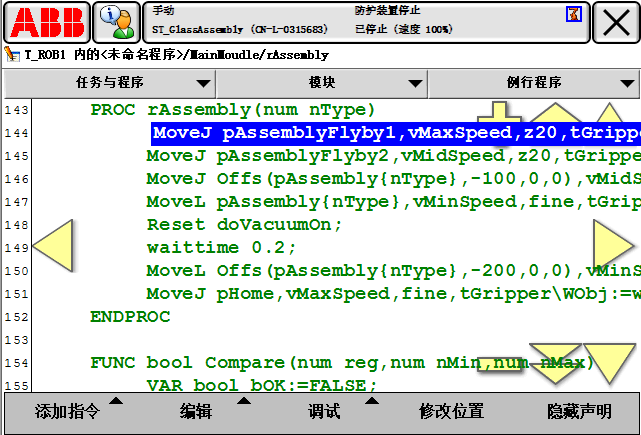 ABB
手动
防护装置停止
ST_GlassAssembly (CN-L-0315683)
已停止 (速度 100%)
T_ROB1 内的<未命名程序>/MainMoudle/rAssembly
任务与程序
模块
例行程序
143 PROC rAssembly(num nType)
144 MoveJ pAssemblyFlyby1,vMaxSpeed,z20,tGripp
145 MoveJ pAssemblyFlyby2,vMidSpeed,z20,tGripp
146 MoveJ Offs(pAssembly{nType},-100,0,0),vMidS
147 MoveL pAssembly{nType},vMinSpeed,fine,tGrip
148 Reset doVacuumOn;
149 waittime 0.2;
150 MoveL Offs(pAssembly{nType},-200,0,0),vMinS
151 MoveJ pHome,vMaxSpeed,fine,tGripper\WObj:=w
152 ENDPROC
153
154 FUNC bool Compare(num reg,num nMin,num nMax)
155 VAR bool bOK:=FALSE;
添加指令
编辑
调试
修改位置
隐藏声明